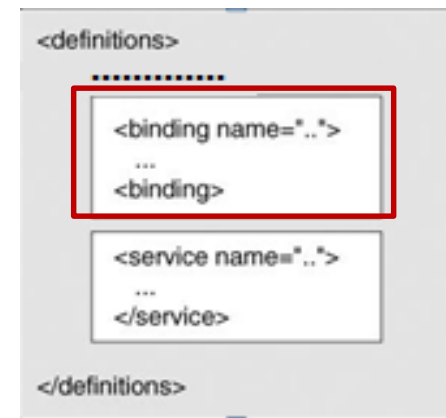 <definitions>
.............
<binding name="..">
...
<binding>
<service name="..">
...
</service>
</definitions>